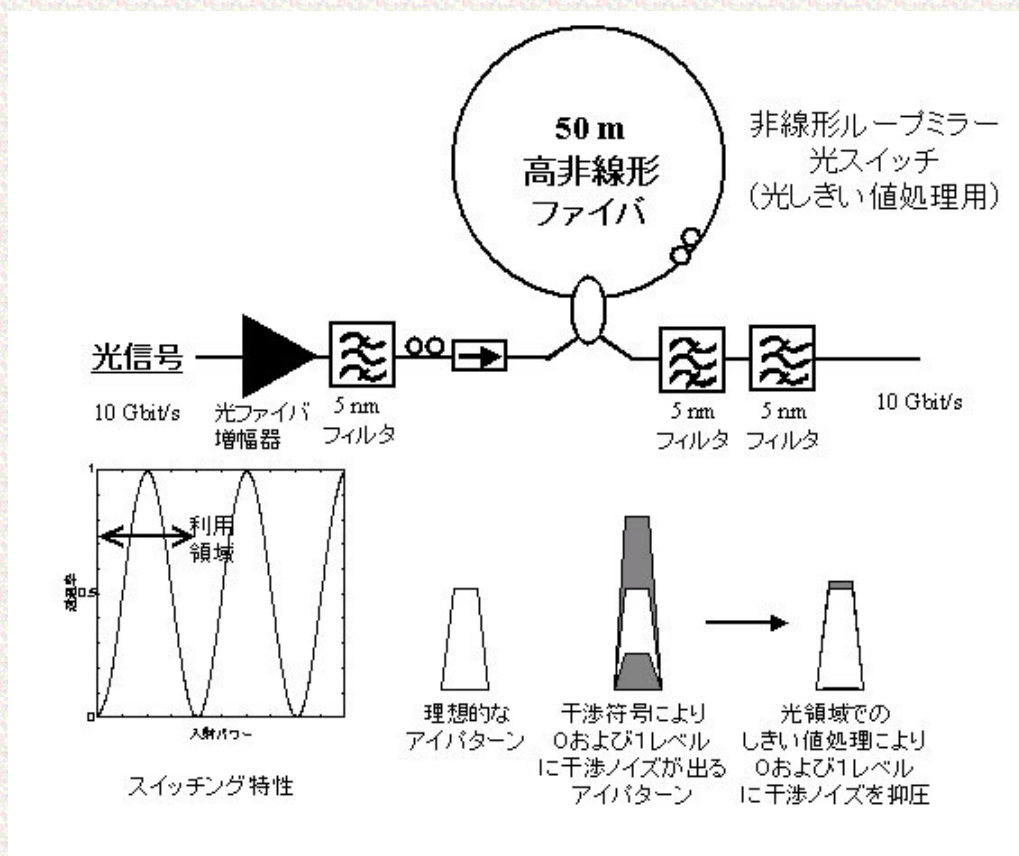 50 m
高非線形
ファイバ
非線形ループミラー
光スイッチ
（光しきい値処理用）
光信号
10 Gbit/s
光ファイバ
増幅器
5 nm
フィルタ
5 nm
フィルタ
5 nm
フィルタ
10 Gbit/s
1
0.5
0
透過率
利用
領域
入射パワー
スイッチング特性
理想的な
アイパターン
干渉符号により
0および1レベル
に干渉ノイズが出る
アイパターン
光領域での
しきい値処理により
0および1レベル
に干渉ノイズを抑圧